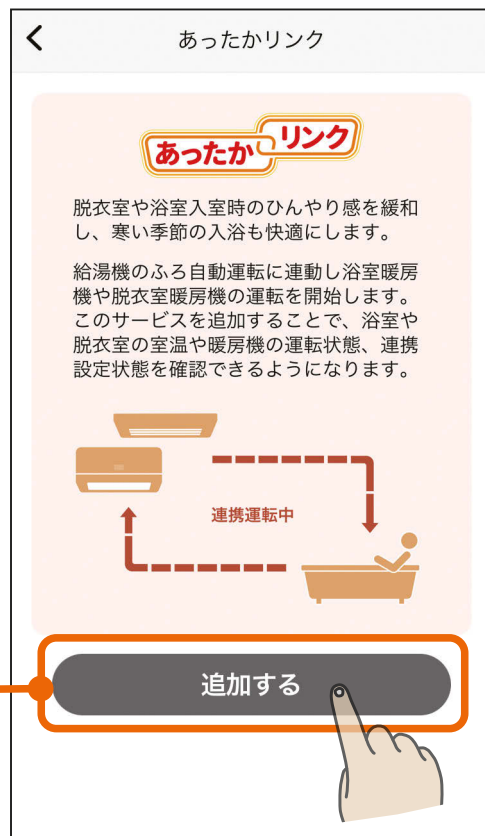 あったかリンク
あったか
リンク
脱衣室や浴室入室時のひんやり感を緩和
し、寒い季節の入浴も快適にします。
給湯機のふろ自動運転に連動し浴室暖房
機や脱衣室暖房機の運転を開始します。
このサービスを追加することで、浴室や
脱衣室の室温や暖房機の運転状態、連携
設定状態を確認できるようになります。
連携運転中
追加する